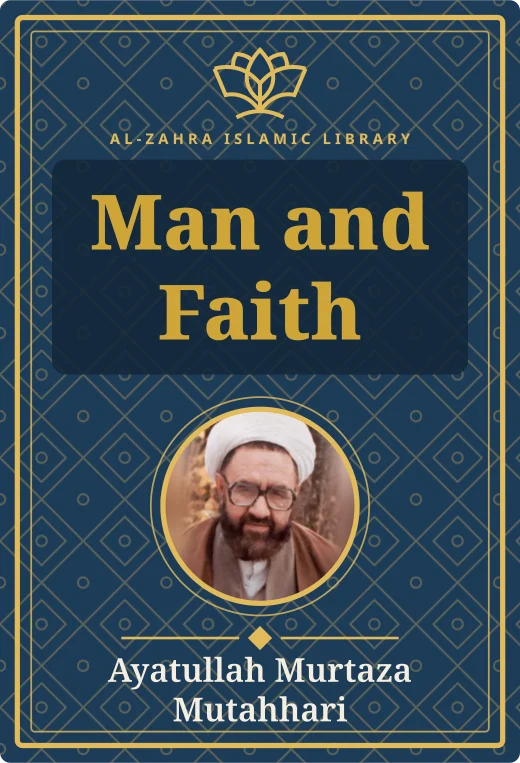 AL-ZAHRA ISLAMIC LIBRARY
Man and
Faith
Ayatullah Murtaza
Mutahhari